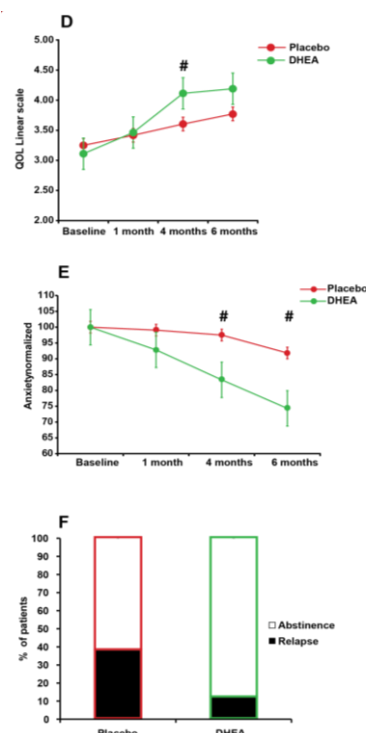 D
Placebo
DHEA
#
QOL Linear scale
5.00
4.50
4.00
3.50
3.00
2.50
2.00
Baseline 1 month 4 months 6 months
E
Placebo
DHEA
# #
Anxietynormalized
110
105
100
95
90
85
80
75
70
65
60
Baseline 1 month 4 months 6 months
F
% of patients
100
90
80
70
60
50
40
30
20
10
0
Abstinence
Relapse
Placebo DHEA